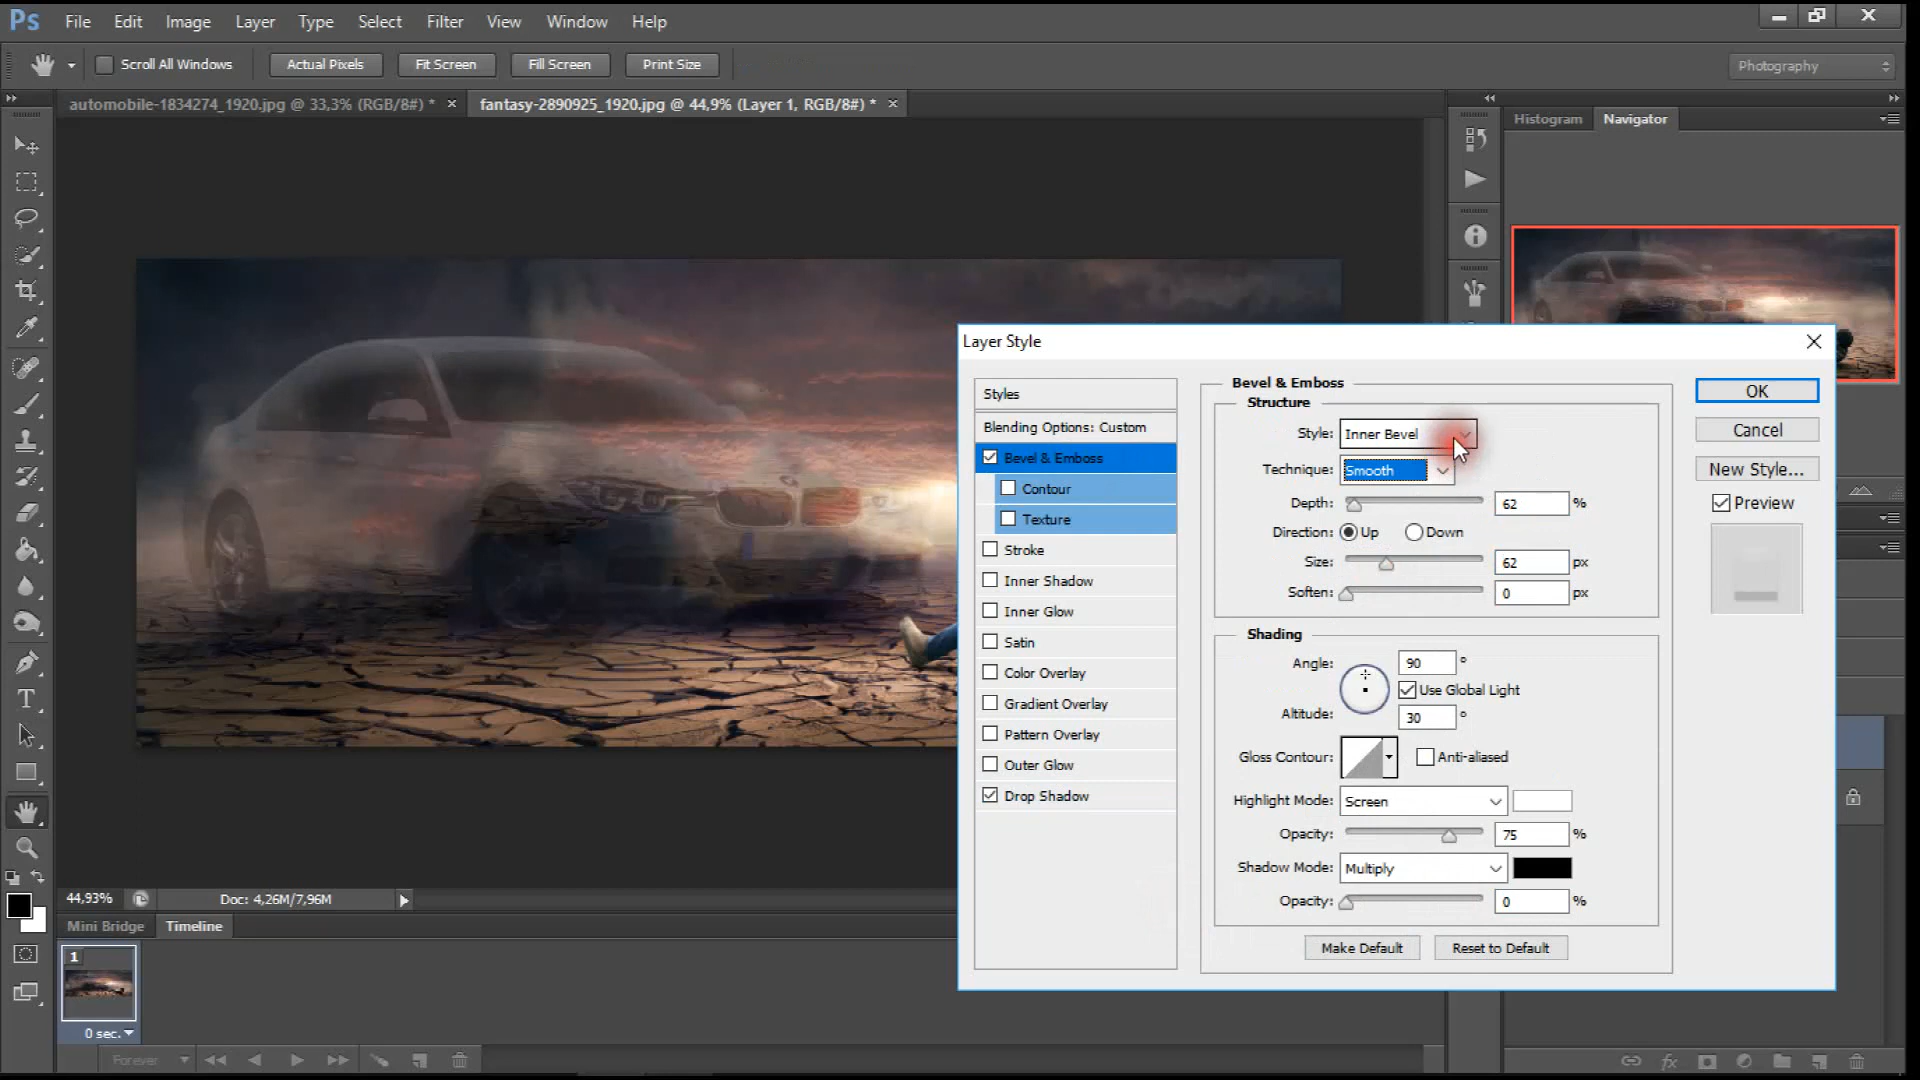 Ps File Edit Image Layer Type Select Filter View Window Help
Scroll All Windows Actual Pixels Fit Screen Fill Screen Print Size Photography
automobile-1834274_1920.jpg @ 33,3% (RGB/8#) * × fantasy-2890925_1920.jpg @ 44,9% (Layer 1, RGB/8#) * ×
Histogram Navigator
Layer Style
Styles
Blending Options: Custom
Bevel & Emboss
Contour
Texture
Stroke
Inner Shadow
Inner Glow
Satin
Color Overlay
Gradient Overlay
Pattern Overlay
Outer Glow
Drop Shadow
Bevel & Emboss
Structure
Style: Inner Bevel
Technique: Smooth
Depth: 62 %
Direction: Up Down
Size: 62 px
Soften: 0 px
Shading
Angle: 90 °
Use Global Light
Altitude: 30 °
Gloss Contour: Anti-aliased
Highlight Mode: Screen
Opacity: 75 %
Shadow Mode: Multiply
Opacity: 0 %
Make Default Reset to Default
OK
Cancel
New Style...
Preview
44,93% Doc: 4,26M/7,96M
Mini Bridge Timeline
1
0 sec.
Forever